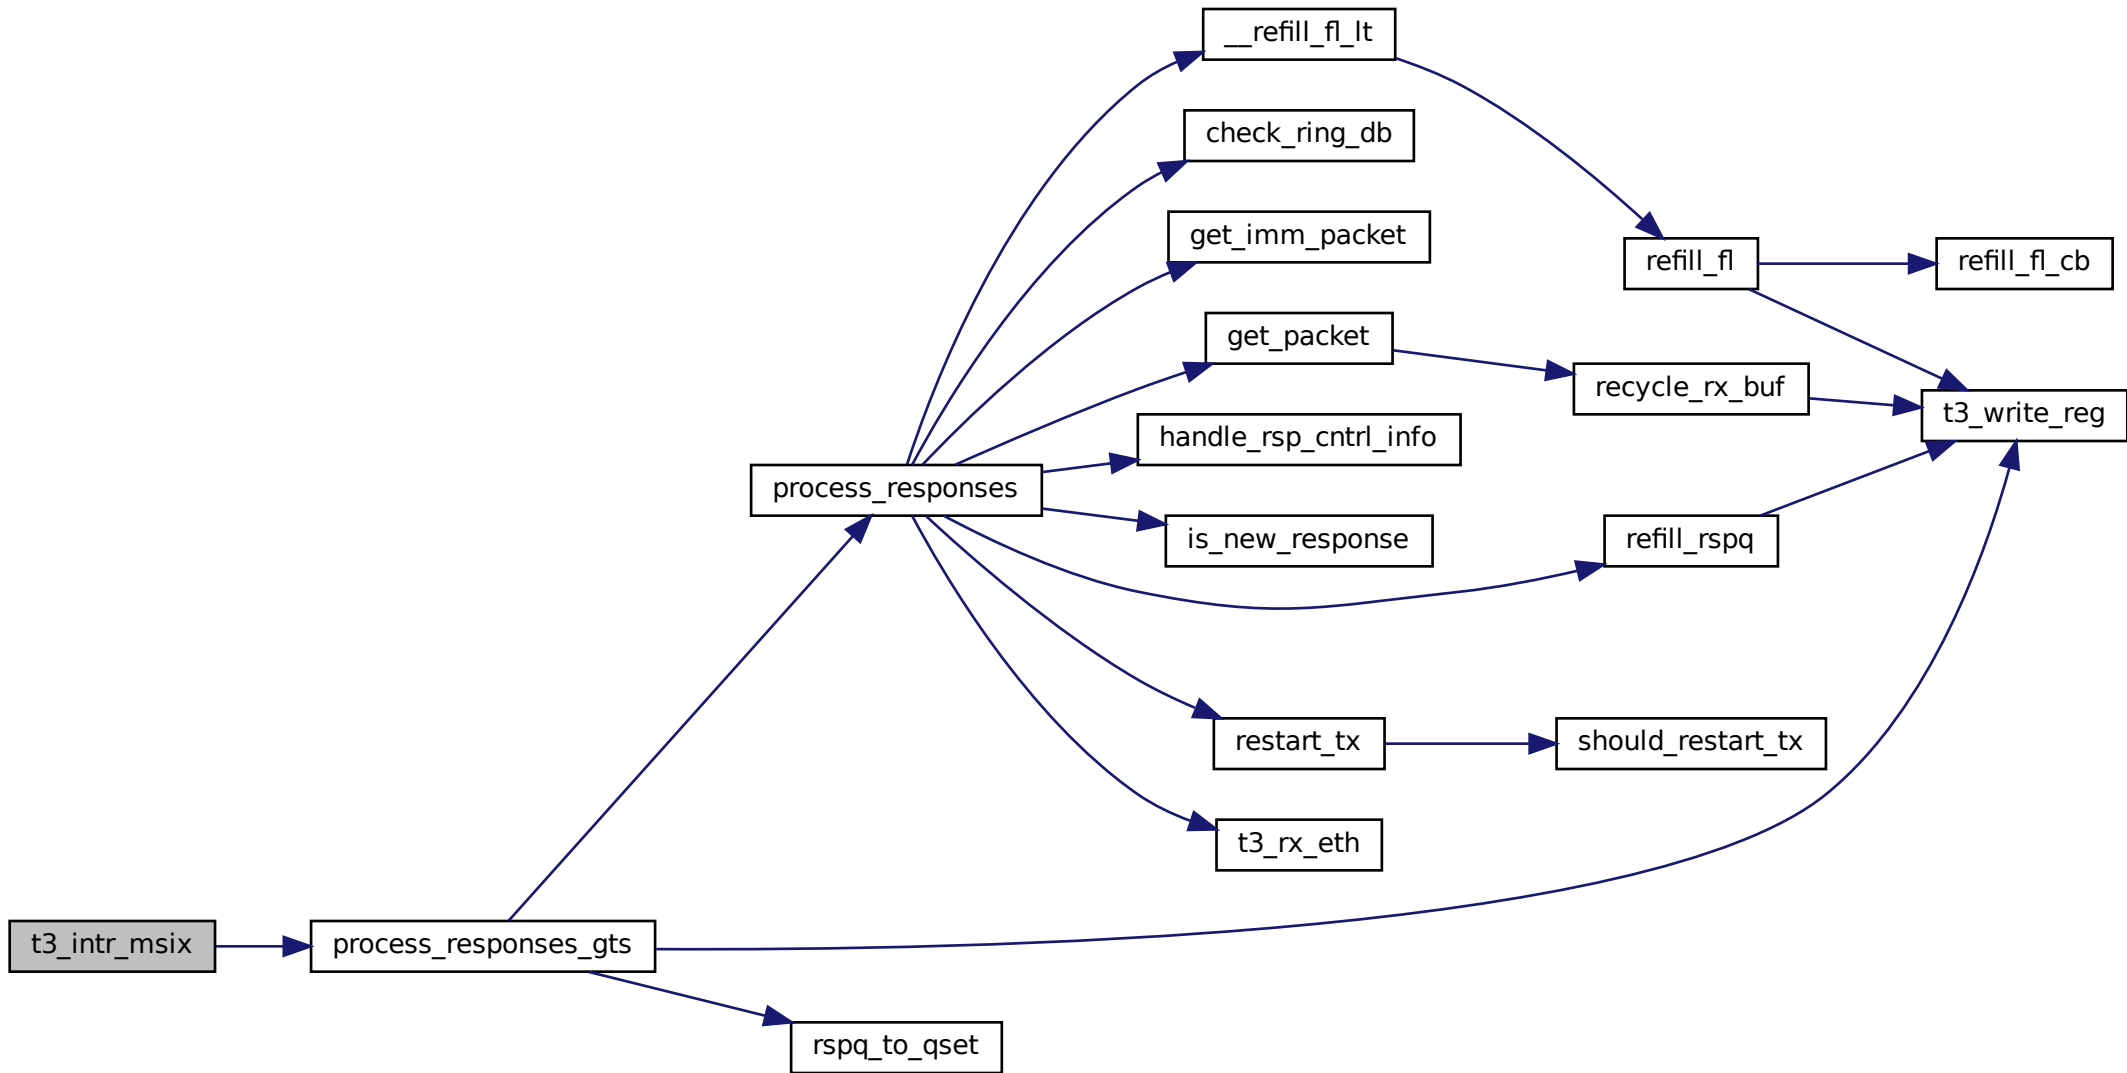 __refill_fl_lt
check_ring_db
get_imm_packet
refill_fl
refill_fl_cb
get_packet
recycle_rx_buf
t3_write_reg
handle_rsp_cntrl_info
process_responses
is_new_response
refill_rspq
restart_tx
should_restart_tx
t3_rx_eth
t3_intr_msix
process_responses_gts
rspq_to_qset